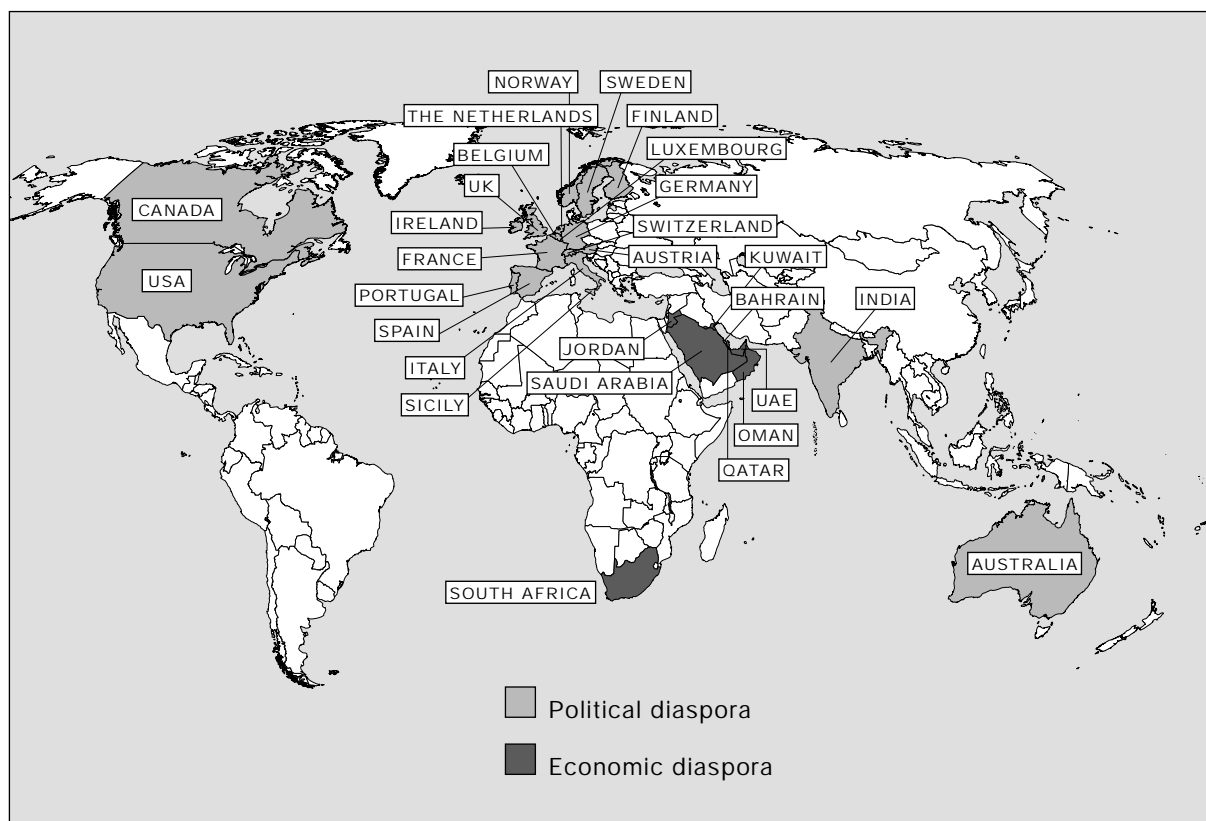 NORWAY
SWEDEN
THE NETHERLANDS
FINLAND
BELGIUM
LUXEMBOURG
UK
GERMANY
CANADA
IRELAND
SWITZERLAND
FRANCE
AUSTRIA
KUWAIT
USA
PORTUGAL
BAHRAIN
INDIA
SPAIN
JORDAN
ITALY
SAUDI ARABIA
SICILY
UAE
OMAN
QATAR
AUSTRALIA
SOUTH AFRICA
Political diaspora
Economic diaspora